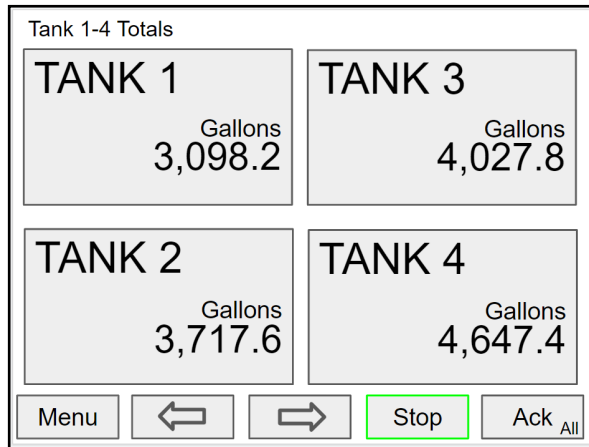 Tank 1-4 Totals
TANK 1
Gallons
3,098.2
TANK 3
Gallons
4,027.8
TANK 2
Gallons
3,717.6
TANK 4
Gallons
4,647.4
Menu
Stop
Ack All